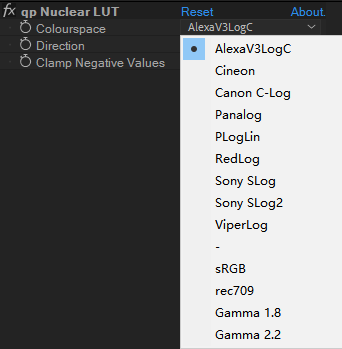 fx qp Nuclear LUT Reset About.
Colourspace AlexaV3LogC
Direction
Clamp Negative Values
AlexaV3LogC
Cineon
Canon C-Log
Panalog
PLogLin
RedLog
Sony SLog
Sony SLog2
ViperLog
-
sRGB
rec709
Gamma 1.8
Gamma 2.2